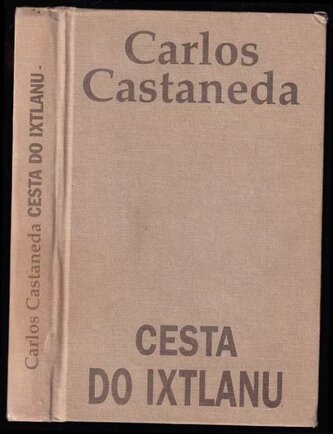 Carlos Castaneda CESTA DO IXTLANU -
Carlos
Castaneda
CESTA
DO IXTLANU